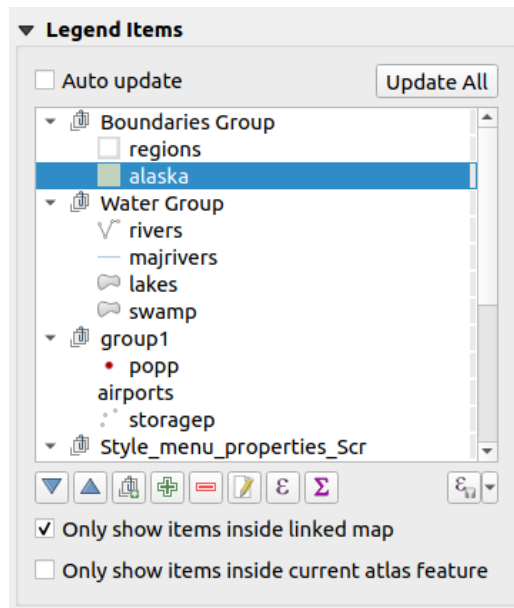 Legend Items
Auto update
Update All
Boundaries Group
regions
alaska
Water Group
rivers
majrivers
lakes
swamp
group1
popp
airports
storagep
Style_menu_properties_Scr
ε
Σ
ε
Only show items inside linked map
Only show items inside current atlas feature